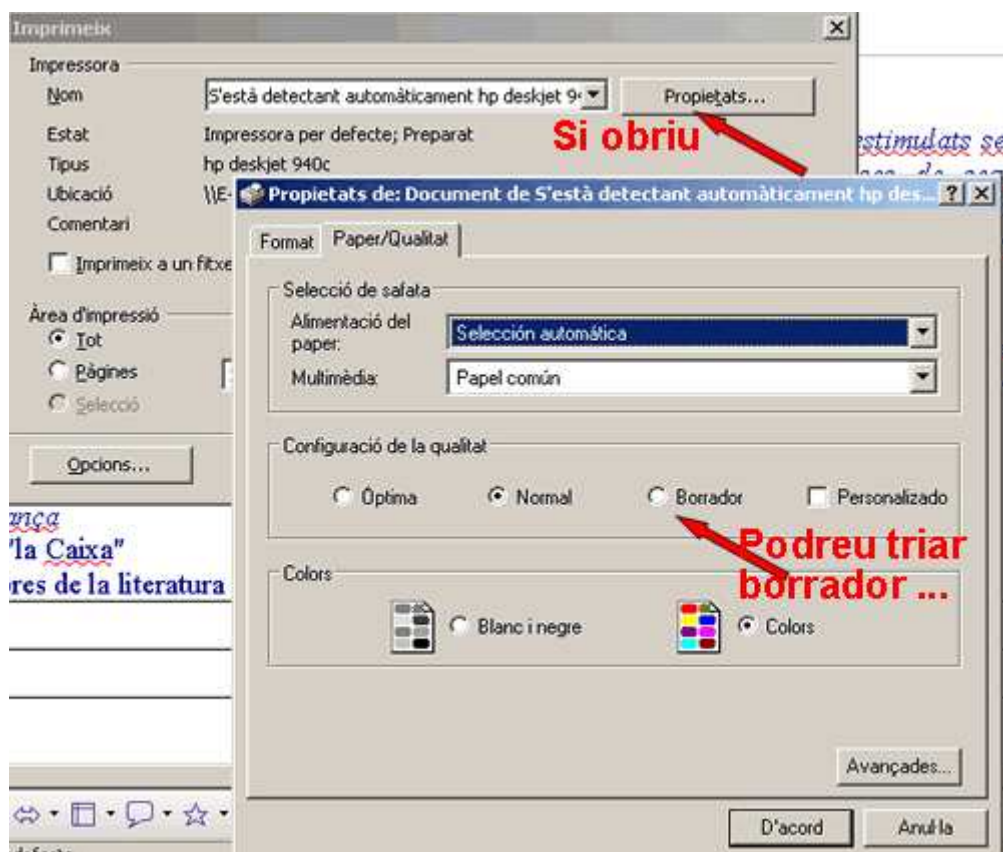 Imprimeix
Impressora
Nom S'està detectant automàticament hp deskjet 9 Propietats...
Si obriu
Estat Impressora per defecte; Preparat
estimulats se
Tipus hp deskjet 940c
Ubicació \\E-
Propietats de: Document de S'està detectant automàticament hp des...
Comentari
Format Paper/Qualitat
Imprimeix a un fitxe
Selecció de safata
Àrea d'impressió
Alimentació del paper: Selección automática
Tot
Pàgines
Multimèdia: Papel común
Selecció
Configuració de la qualitat
Opcions...
Óptima Normal Borrador Personalizado
ança
"la Caixa"
Podreu triar
borrador ...
res de la literatura
Colors
Blanc i negre Colors
Avançades...
D'acord Anul·la